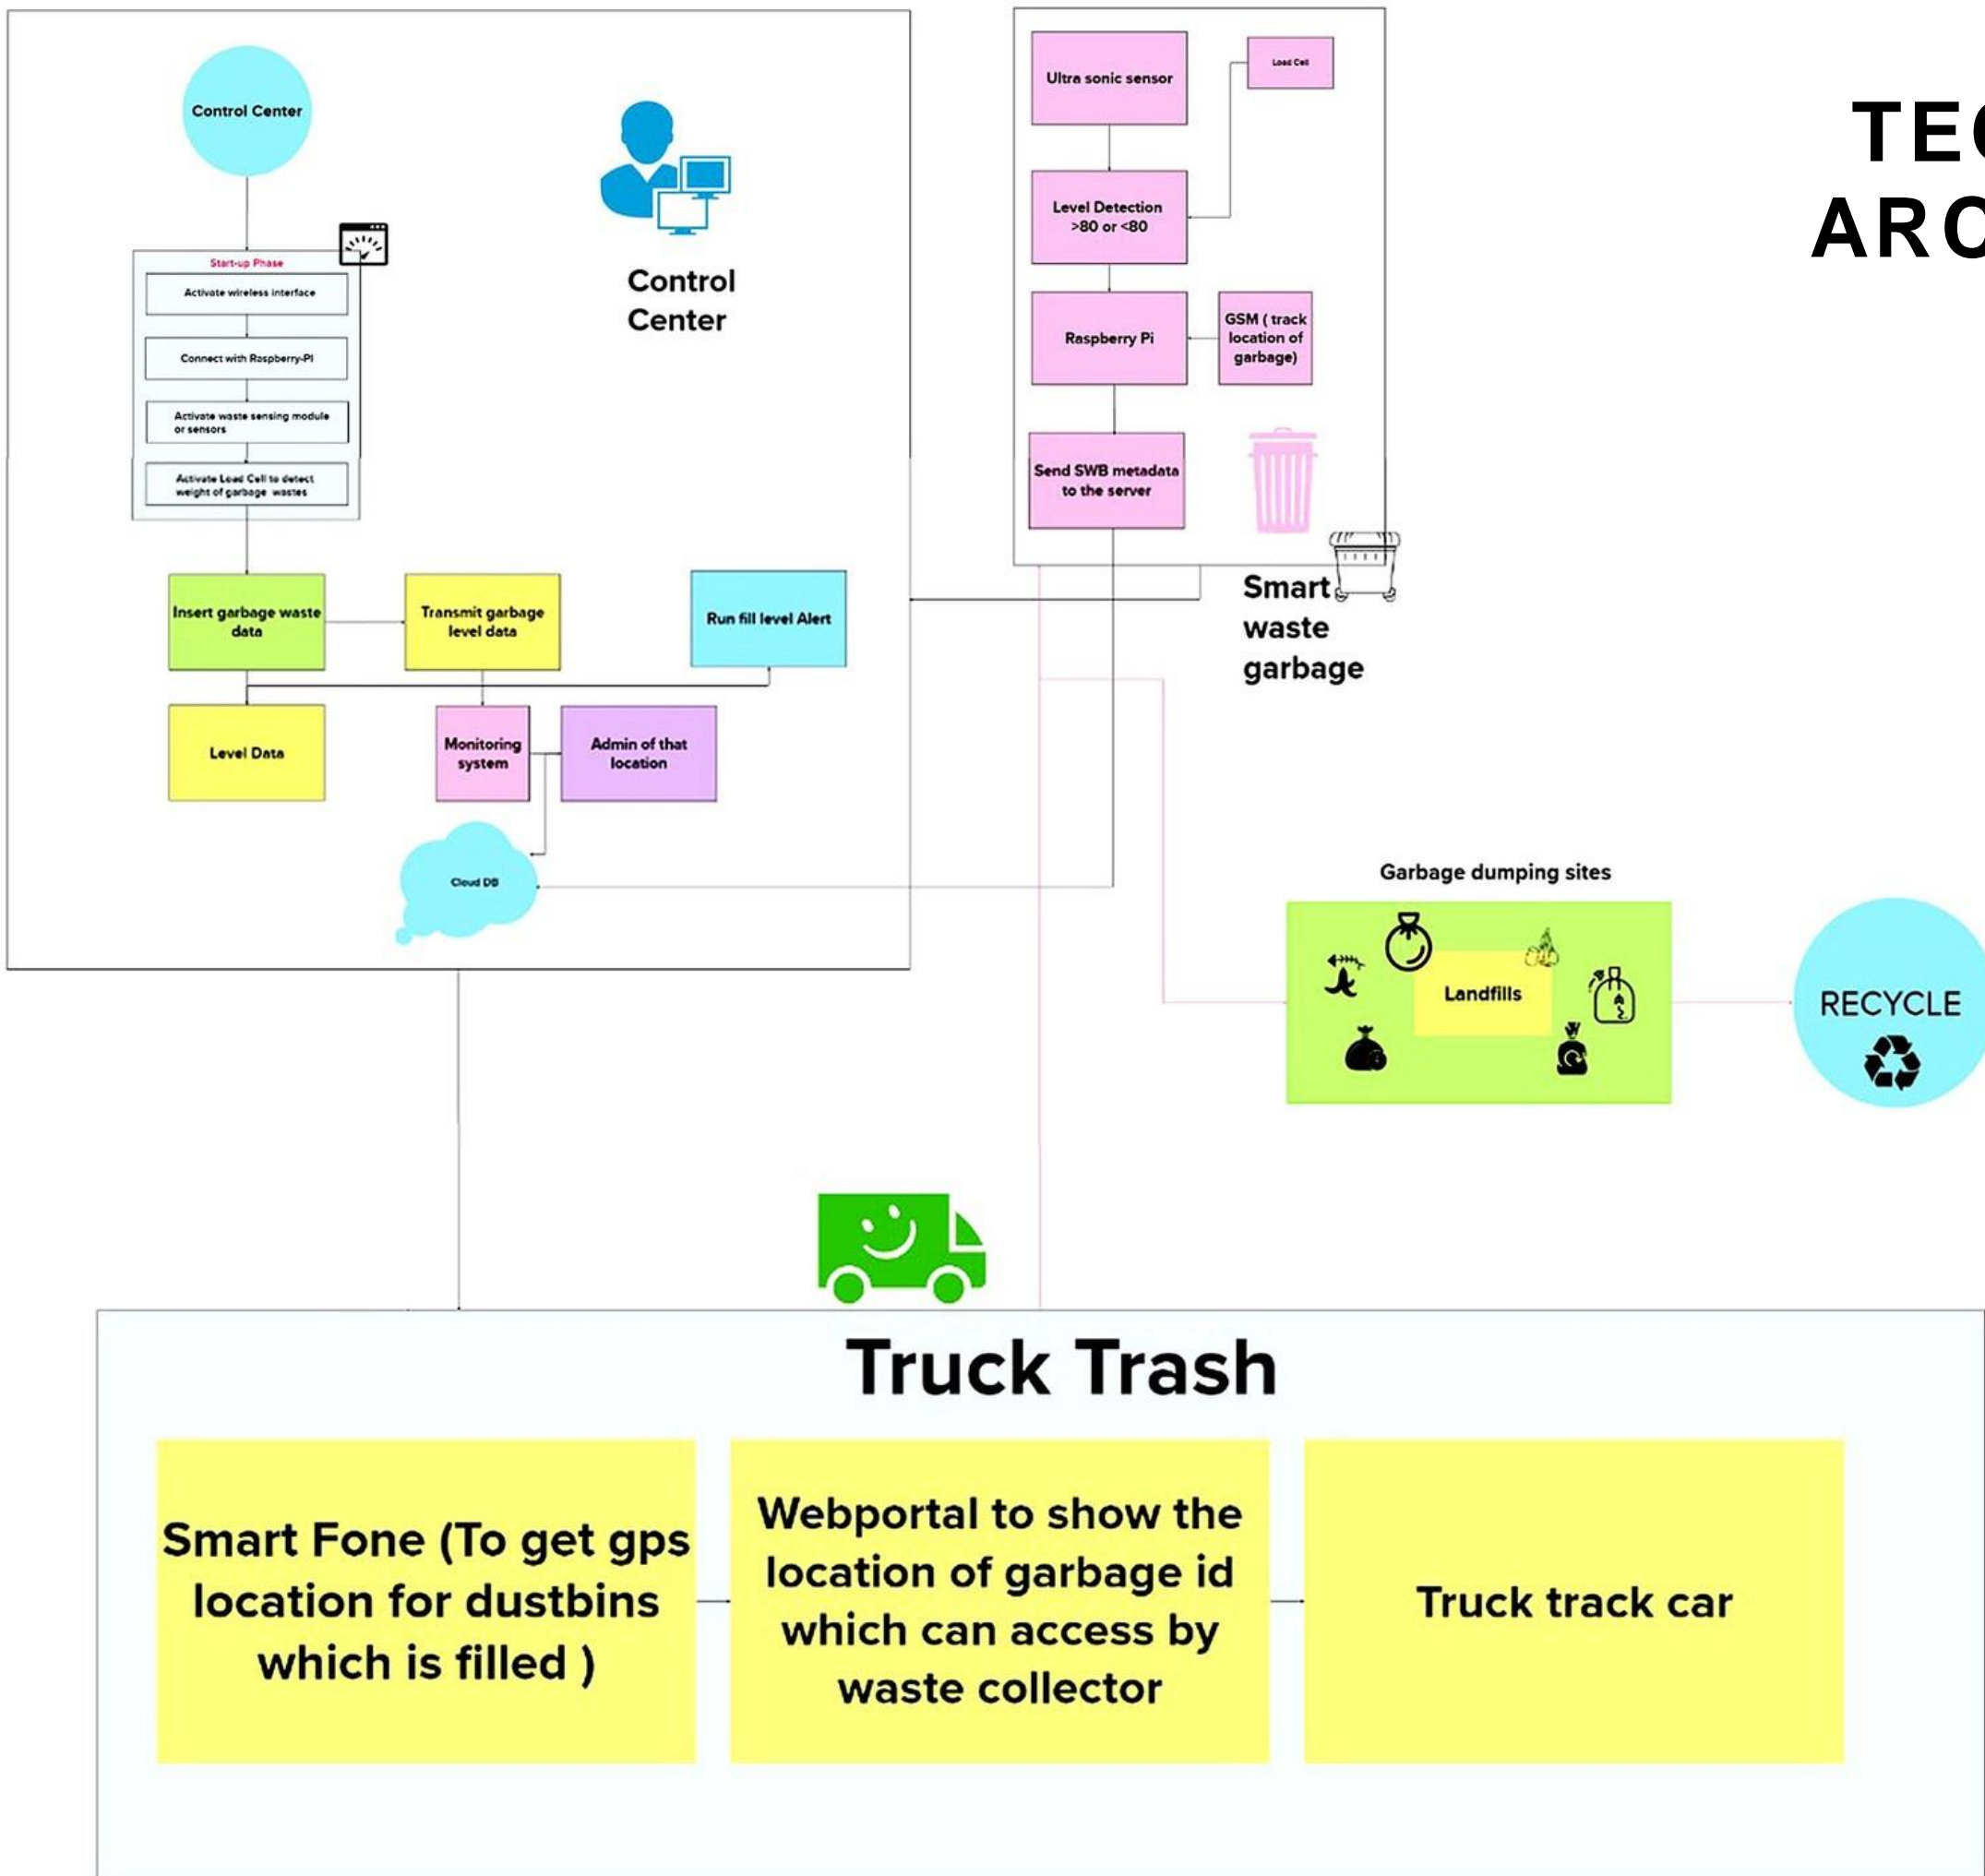 Control Center
Start-up Phase
Activate wireless interface
Connect with Raspberry-PI
Activate waste sensing module
or sensors
Activate Load Cell to detect
weight of garbage wastes
Control
Center
Insert garbage waste
data
Transmit garbage
level data
Run fill level Alert
Level Data
Monitoring
system
Admin of that
location
Cloud DB
Ultra sonic sensor
Load Cell
Level Detection
>80 or <80
Raspberry Pi
GSM ( track
location of
garbage)
Send SWB metadata
to the server
Smart
waste
garbage
Garbage dumping sites
Landfills
RECYCLE
Truck Trash
Smart Fone (To get gps
location for dustbins
which is filled )
Webportal to show the
location of garbage id
which can access by
waste collector
Truck track car